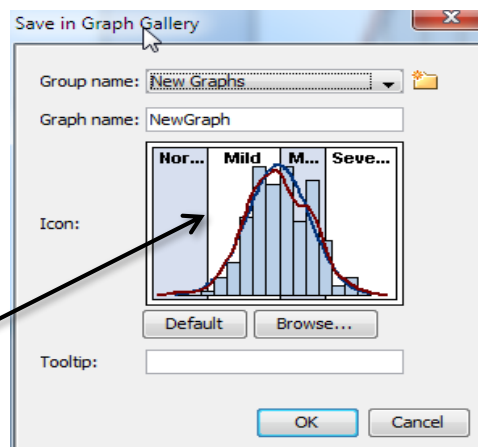 Save in Graph Gallery
Group name: New Graphs
Graph name: NewGraph
Nor... Mild M... Seve...
Icon:
Default Browse...
Tooltip:
OK Cancel